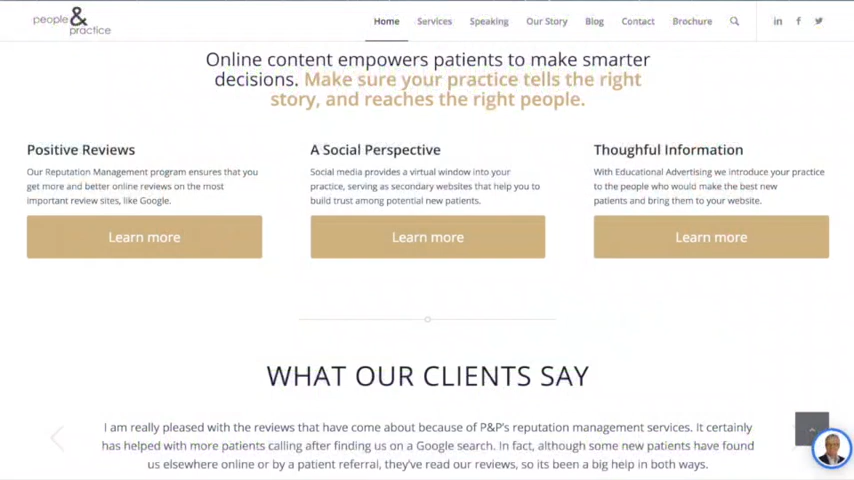 people &
practice
Home Services Speaking Our Story Blog Contact Brochure
in f
Online content empowers patients to make smarter
decisions. Make sure your practice tells the right
story, and reaches the right people.
Positive Reviews
Our Reputation Management program ensures that you
get more and better online reviews on the most
important review sites, like Google.
Learn more
A Social Perspective
Social media provides a virtual window into your
practice, serving as secondary websites that help you to
build trust among potential new patients.
Learn more
Thoughtful Information
With Educational Advertising we introduce your practice
to the people who would make the best new
patients and bring them to your website.
Learn more
WHAT OUR CLIENTS SAY
I am really pleased with the reviews that have come about because of P&P's reputation management services. It certainly
has helped with more patients calling after finding us on a Google search. In fact, although some new patients have found
us elsewhere online or by a patient referral, they've read our reviews, so its been a big help in both ways.